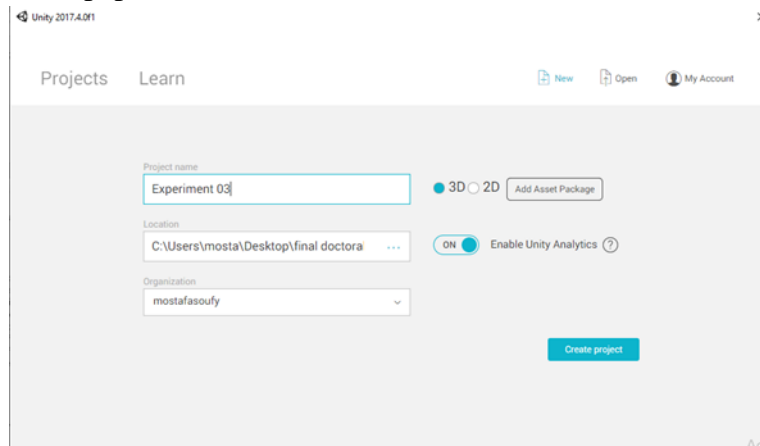 Unity 2017.4.0f1
Projects Learn New Open My Account
Project name
Experiment 03
3D 2D Add Asset Package
Location
C:\Users\mosta\Desktop\final doctora ...
ON Enable Unity Analytics ?
Organization
mostafasoufy
Create project